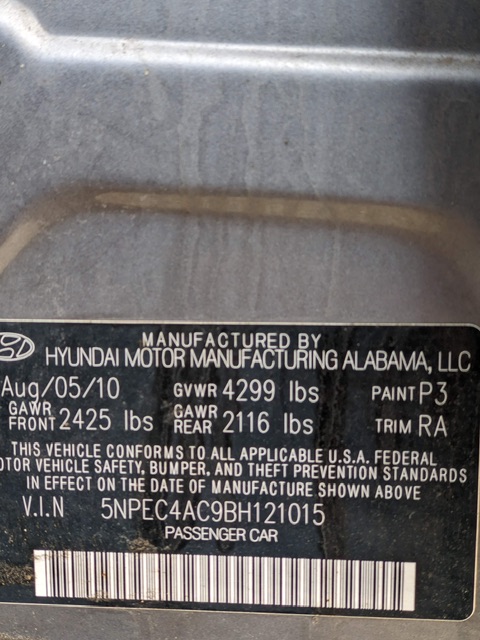 MANUFACTURED BY
HYUNDAI MOTOR MANUFACTURING ALABAMA, LLC
Aug/05/10 GVWR 4299 lbs PAINT P3
GAWR FRONT 2425 lbs GAWR REAR 2116 lbs TRIM RA
THIS VEHICLE CONFORMS TO ALL APPLICABLE U.S.A. FEDERAL
OTOR VEHICLE SAFETY, BUMPER, AND THEFT PREVENTION STANDARDS
IN EFFECT ON THE DATE OF MANUFACTURE SHOWN ABOVE
V.I.N 5NPEC4AC9BH121015
PASSENGER CAR